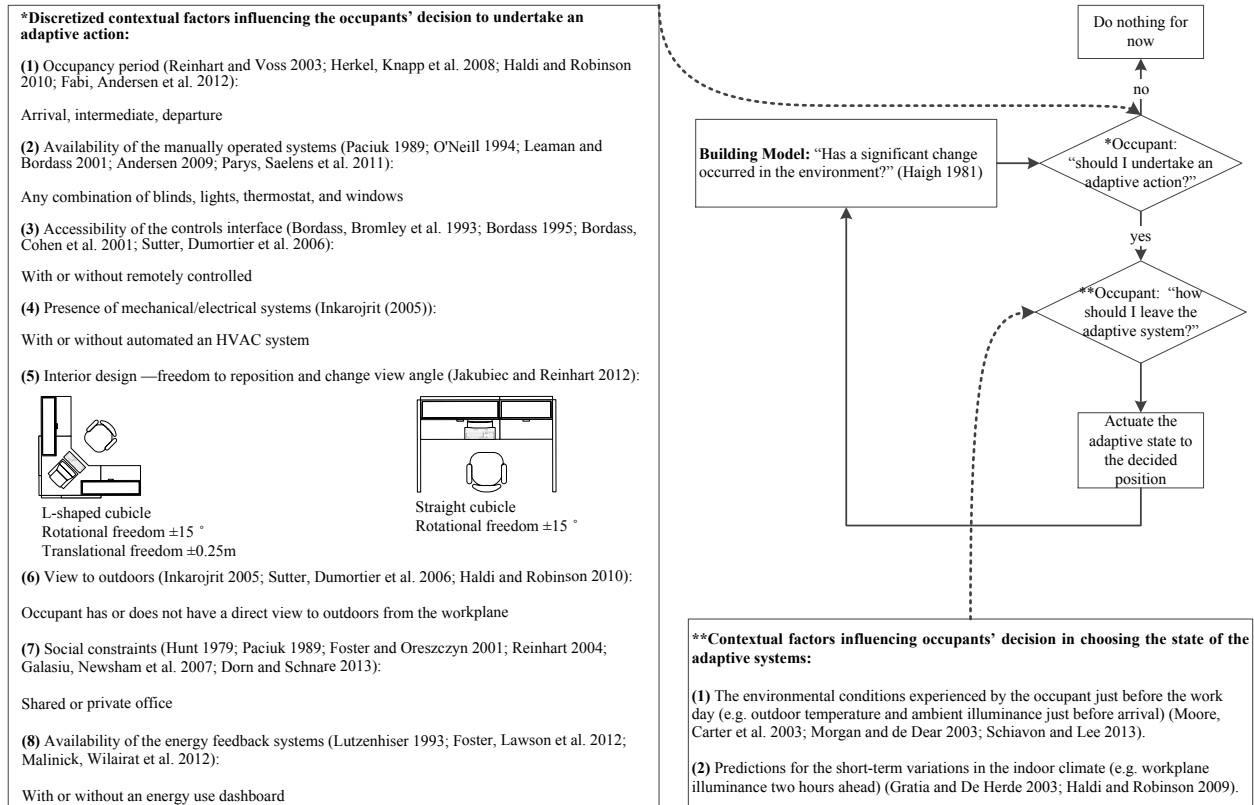 *Discretized contextual factors influencing the occupants' decision to undertake an
adaptive action:
(1) Occupancy period (Reinhart and Voss 2003; Herkel, Knapp et al. 2008; Haldi and Robinson
2010; Fabi, Andersen et al. 2012):
Arrival, intermediate, departure
(2) Availability of the manually operated systems (Paciuk 1989; O'Neill 1994; Leaman and
Bordass 2001; Andersen 2009; Parys, Saelens et al. 2011):
Any combination of blinds, lights, thermostat, and windows
(3) Accessibility of the controls interface (Bordass, Bromley et al. 1993; Bordass 1995; Bordass,
Cohen et al. 2001; Sutter, Dumortier et al. 2006):
With or without remotely controlled
(4) Presence of mechanical/electrical systems (Inkarojrit (2005)):
With or without automated an HVAC system
(5) Interior design —freedom to reposition and change view angle (Jakubiec and Reinhart 2012):
L-shaped cubicle
Rotational freedom ±15 °
Translational freedom ±0.25m
Straight cubicle
Rotational freedom ±15 °
(6) View to outdoors (Inkarojrit 2005; Sutter, Dumortier et al. 2006; Haldi and Robinson 2010):
Occupant has or does not have a direct view to outdoors from the workplane
(7) Social constraints (Hunt 1979; Paciuk 1989; Foster and Oreszczyn 2001; Reinhart 2004;
Galasiu, Newsham et al. 2007; Dorn and Schnare 2013):
Shared or private office
(8) Availability of the energy feedback systems (Lutzenhiser 1993; Foster, Lawson et al. 2012;
Malinick, Wilairat et al. 2012):
With or without an energy use dashboard
Do nothing for
now
no
Building Model: “Has a significant change
occurred in the environment?” (Haigh 1981)
*Occupant:
“should I undertake an
adaptive action?”
yes
**Occupant: “how
should I leave the
adaptive system?”
Actuate the
adaptive state to
the decided
position
**Contextual factors influencing occupants' decision in choosing the state of the
adaptive systems:
(1) The environmental conditions experienced by the occupant just before the work
day (e.g. outdoor temperature and ambient illuminance just before arrival) (Moore,
Carter et al. 2003; Morgan and de Dear 2003; Schiavon and Lee 2013).
(2) Predictions for the short-term variations in the indoor climate (e.g. workplane
illuminance two hours ahead) (Gratia and De Herde 2003; Haldi and Robinson 2009).